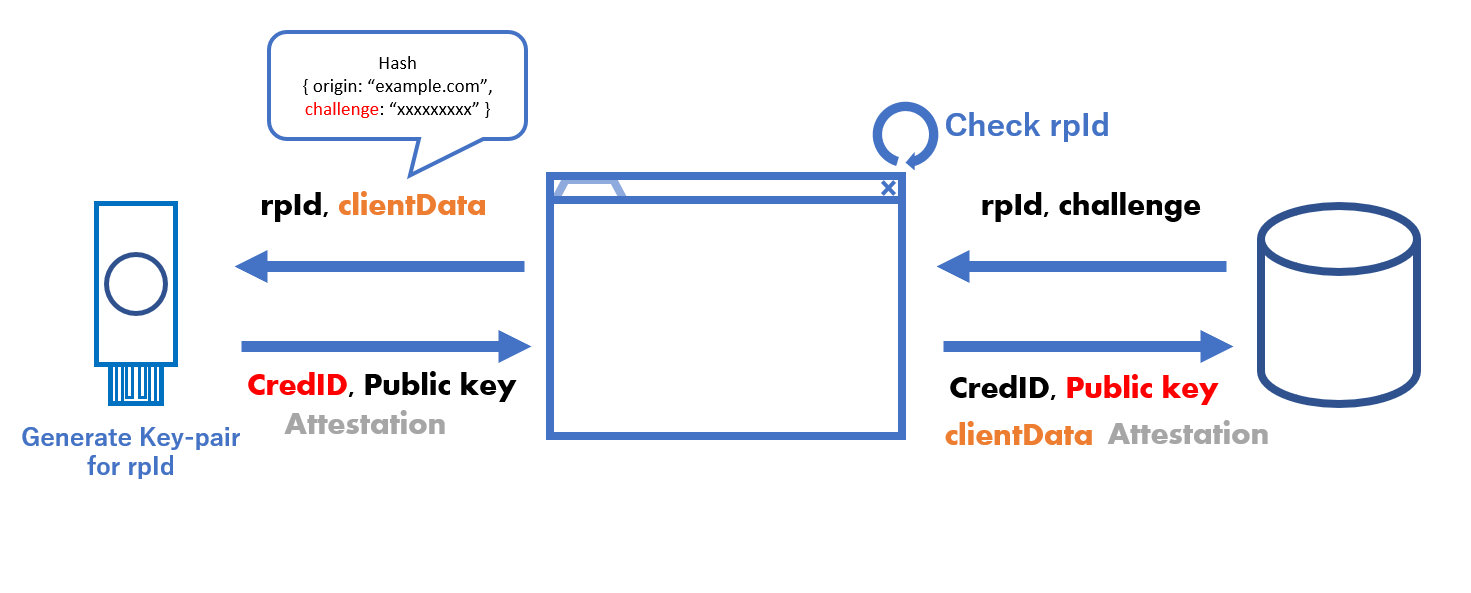 Hash
{ origin: “example.com”,
challenge: “xxxxxxxxx” }
Check rpId
rpId, clientData
rpId, challenge
CredID, Public key
Attestation
CredID, Public key
clientData Attestation
Generate Key-pair
for rpId